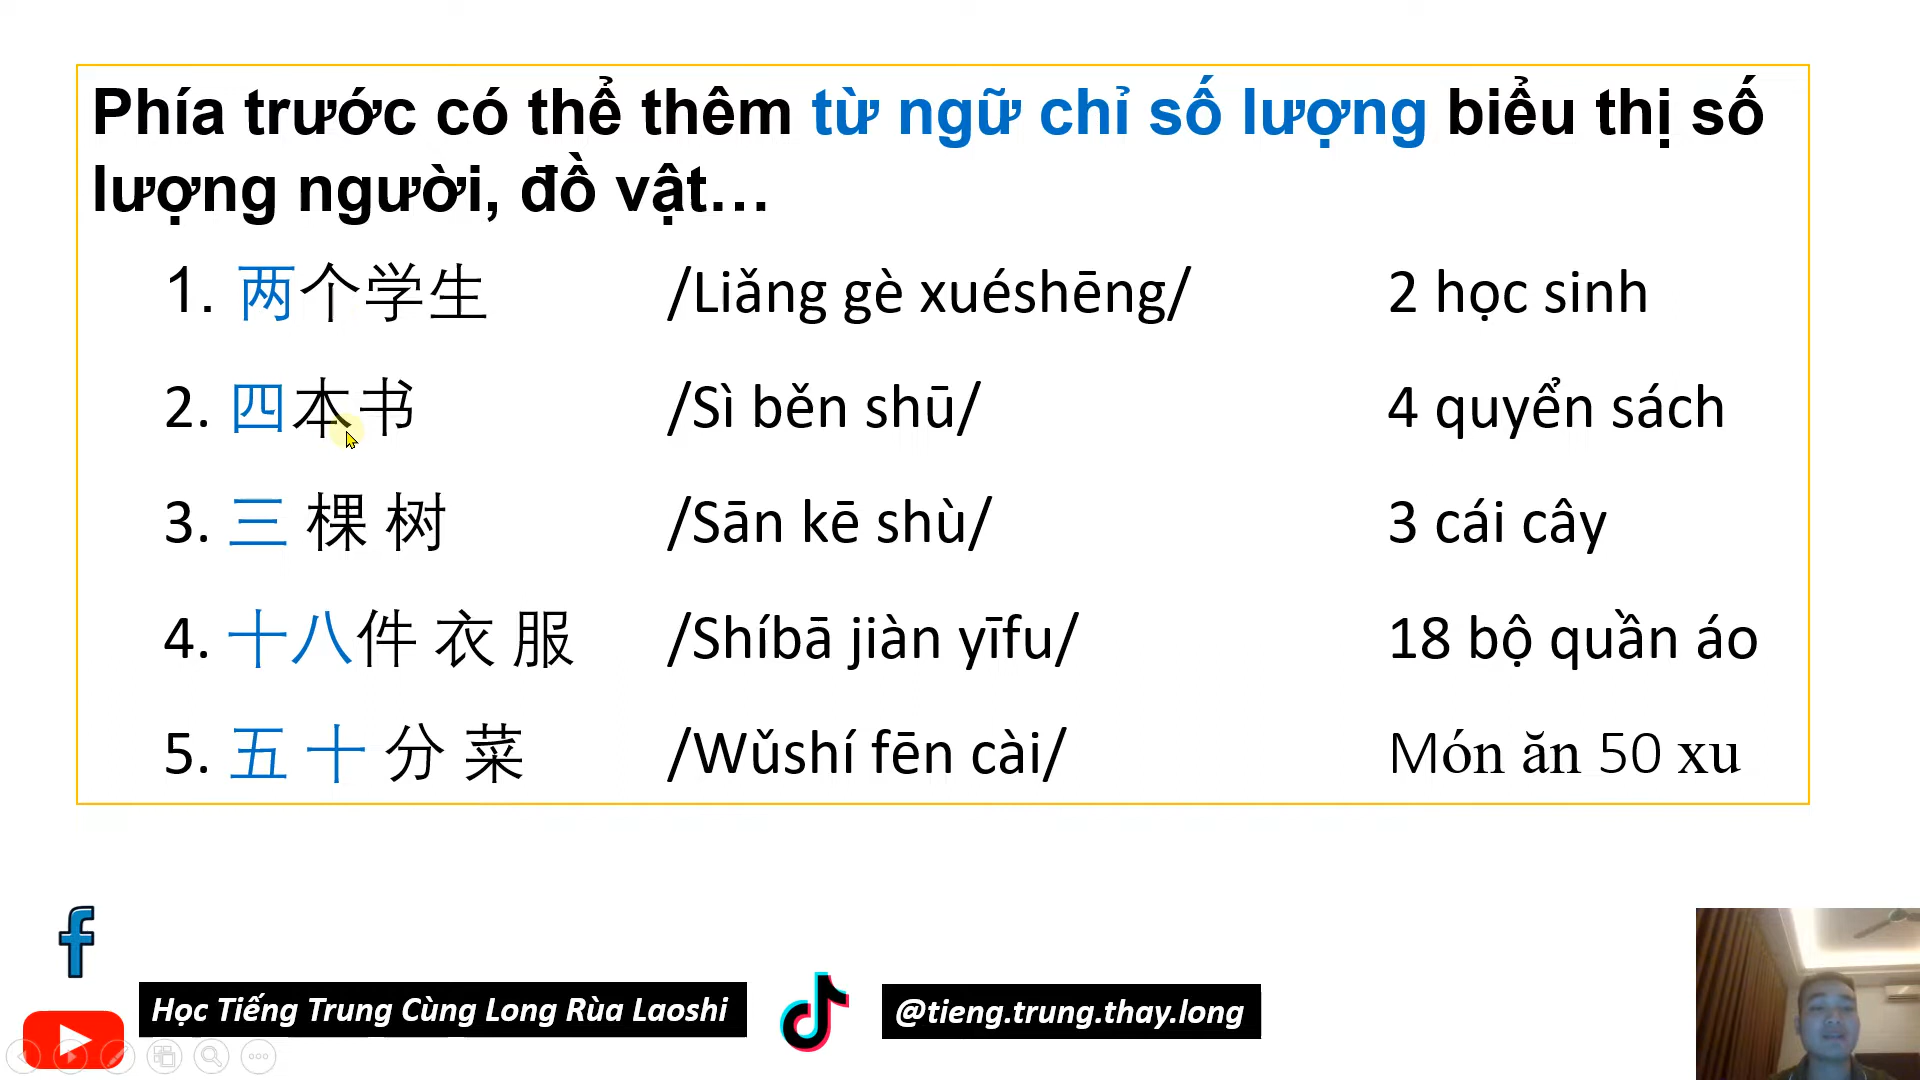 Phía trước có thể thêm từ ngữ chỉ số lượng biểu thị số
lượng người, đồ vật...
1. 两个学生 /Liǎng gè xuéshēng/ 2 học sinh
2. 四本书 /Sì běn shū/ 4 quyển sách
3. 三 棵 树 /Sān kē shù/ 3 cái cây
4. 十八件 衣 服 /Shíbā jiàn yīfu/ 18 bộ quần áo
5. 五 十 分 菜 /Wǔshí fēn cài/ Món ăn 50 xu
Học Tiếng Trung Cùng Long Rùa Laoshi
@tieng.trung.thay.long